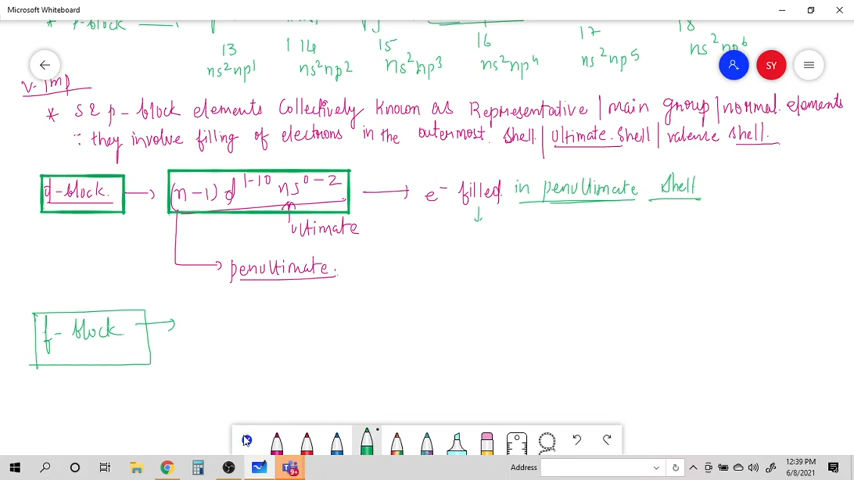 Microsoft Whiteboard
block
13 14 15 16 17 18
ns²np¹ ns²np² ns²np³ ns²np⁴ ns²np⁵ ns²np⁶
SY
V. Imp
* S & p-block elements collectively known as Representative | main group | normal elements
∵ they involve filling of electrons in the outermost shell | ultimate shell | valence shell.
d-block. → (n-1) d¹⁻¹⁰ ns⁰⁻² → e⁻ filled in penultimate shell
ultimate
penultimate.
f-block →
Address
12:39 PM
6/8/2021